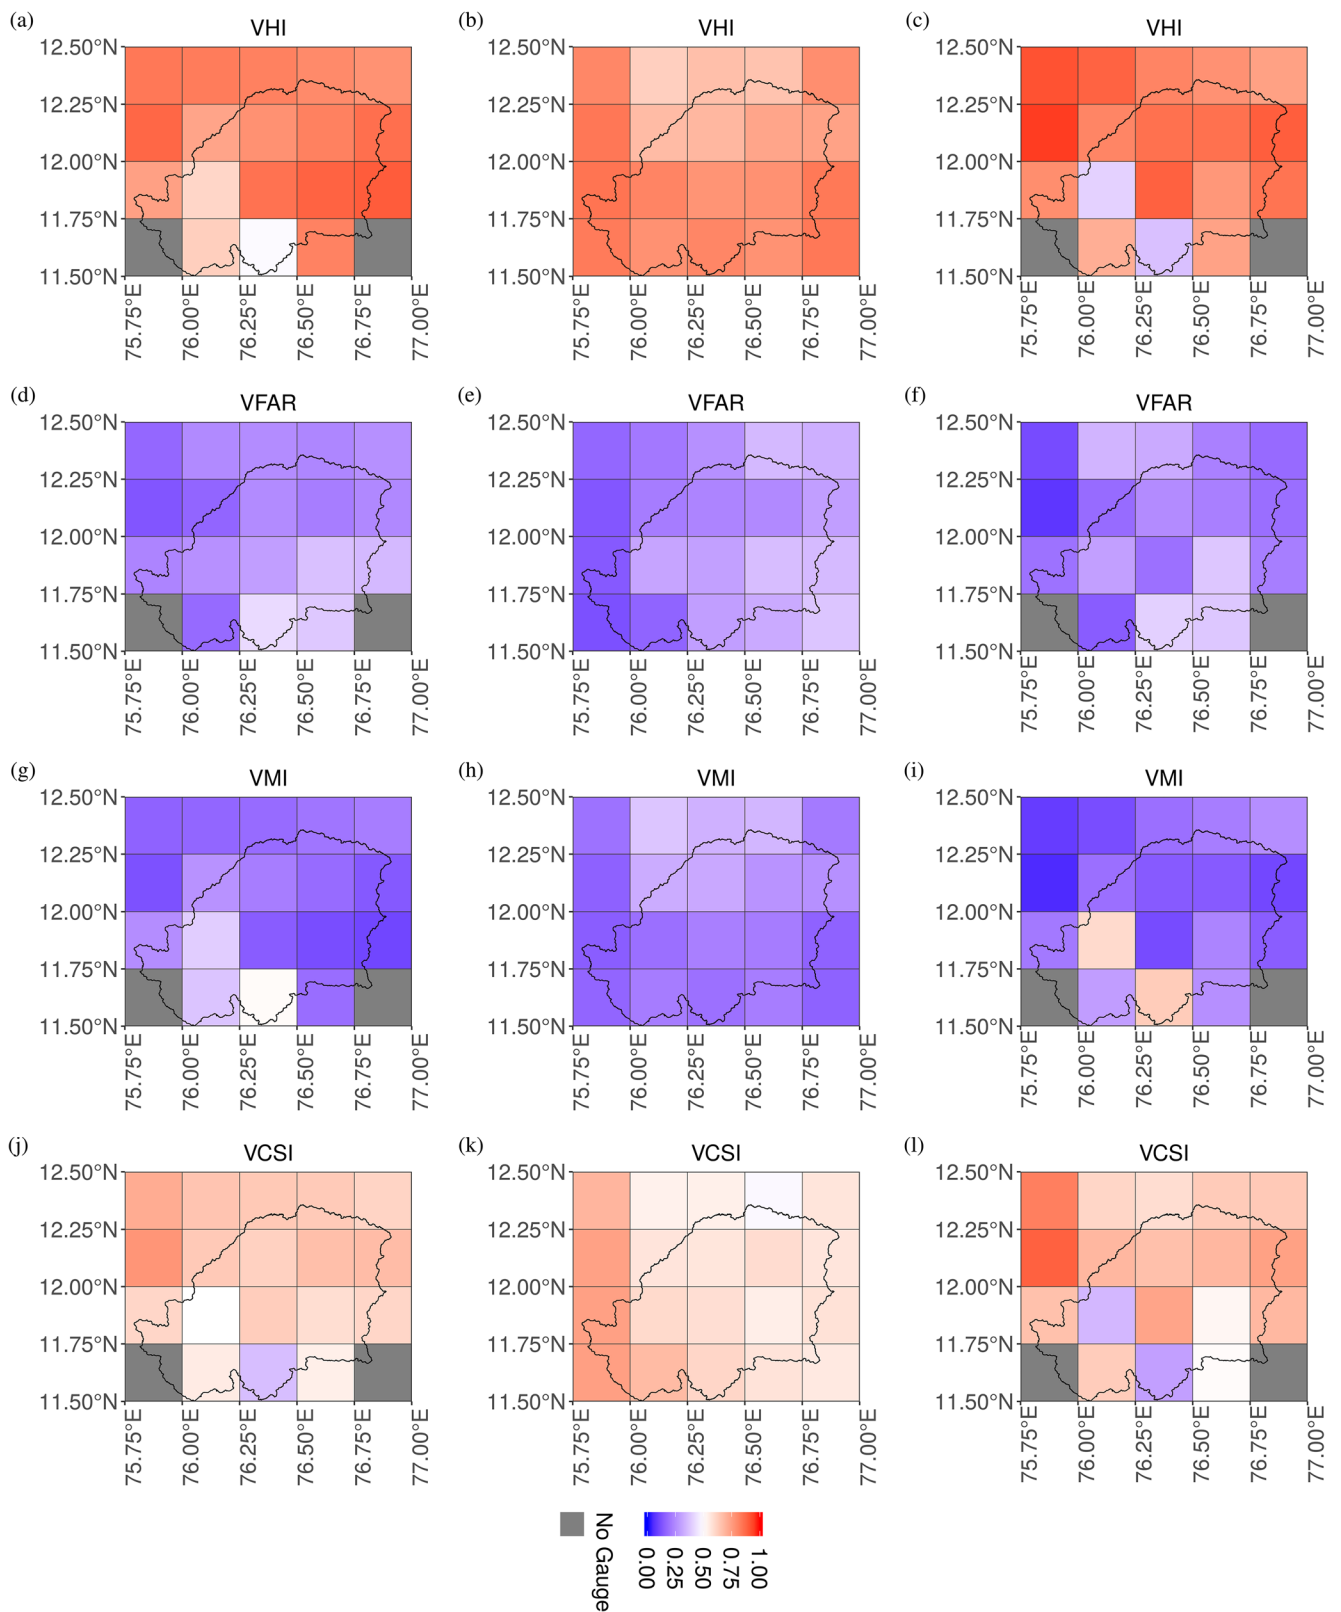 (a) VHI
12.50°N
12.25°N
12.00°N
11.75°N
11.50°N
75.75°E
76.00°E
76.25°E
76.50°E
76.75°E
77.00°E
(b) VHI
12.50°N
12.25°N
12.00°N
11.75°N
11.50°N
75.75°E
76.00°E
76.25°E
76.50°E
76.75°E
77.00°E
(c) VHI
12.50°N
12.25°N
12.00°N
11.75°N
11.50°N
75.75°E
76.00°E
76.25°E
76.50°E
76.75°E
77.00°E
(d) VFAR
12.50°N
12.25°N
12.00°N
11.75°N
11.50°N
75.75°E
76.00°E
76.25°E
76.50°E
76.75°E
77.00°E
(e) VFAR
12.50°N
12.25°N
12.00°N
11.75°N
11.50°N
75.75°E
76.00°E
76.25°E
76.50°E
76.75°E
77.00°E
(f) VFAR
12.50°N
12.25°N
12.00°N
11.75°N
11.50°N
75.75°E
76.00°E
76.25°E
76.50°E
76.75°E
77.00°E
(g) VMI
12.50°N
12.25°N
12.00°N
11.75°N
11.50°N
75.75°E
76.00°E
76.25°E
76.50°E
76.75°E
77.00°E
(h) VMI
12.50°N
12.25°N
12.00°N
11.75°N
11.50°N
75.75°E
76.00°E
76.25°E
76.50°E
76.75°E
77.00°E
(i) VMI
12.50°N
12.25°N
12.00°N
11.75°N
11.50°N
75.75°E
76.00°E
76.25°E
76.50°E
76.75°E
77.00°E
(j) VCSI
12.50°N
12.25°N
12.00°N
11.75°N
11.50°N
75.75°E
76.00°E
76.25°E
76.50°E
76.75°E
77.00°E
(k) VCSI
12.50°N
12.25°N
12.00°N
11.75°N
11.50°N
75.75°E
76.00°E
76.25°E
76.50°E
76.75°E
77.00°E
(l) VCSI
12.50°N
12.25°N
12.00°N
11.75°N
11.50°N
75.75°E
76.00°E
76.25°E
76.50°E
76.75°E
77.00°E
No Gauge
0.00
0.25
0.50
0.75
1.00